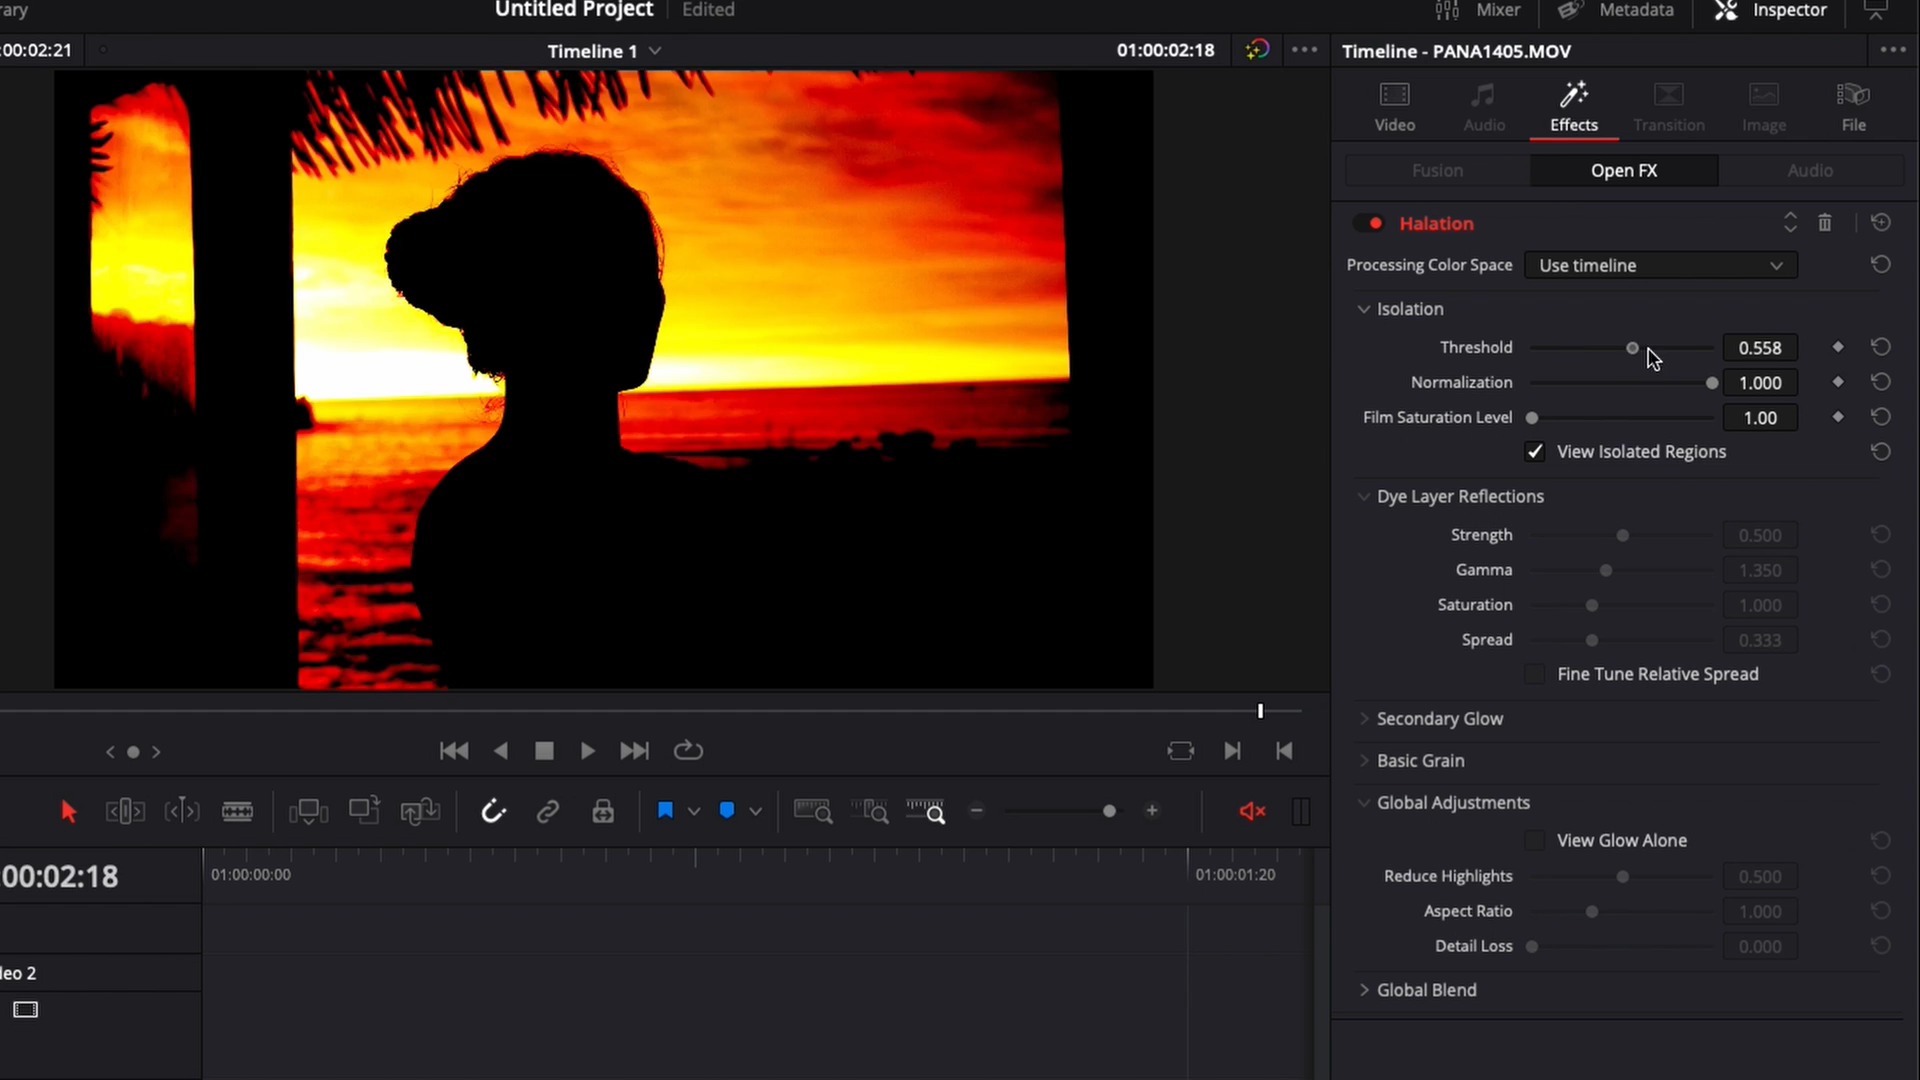 rary
Untitled Project
Edited
Mixer
Metadata
Inspector
:00:02:21
Timeline 1
01:00:02:18
Timeline - PANA1405.MOV
Video
Audio
Effects
Transition
Image
File
Fusion
Open FX
Audio
Halation
Processing Color Space
Use timeline
Isolation
Threshold
0.558
Normalization
1.000
Film Saturation Level
1.00
View Isolated Regions
Dye Layer Reflections
Strength
0.500
Gamma
1.350
Saturation
1.000
Spread
0.333
Fine Tune Relative Spread
Secondary Glow
Basic Grain
Global Adjustments
View Glow Alone
Reduce Highlights
0.500
Aspect Ratio
1.000
Detail Loss
0.000
Global Blend
:00:02:18
01:00:00:00
01:00:01:20
deo 2